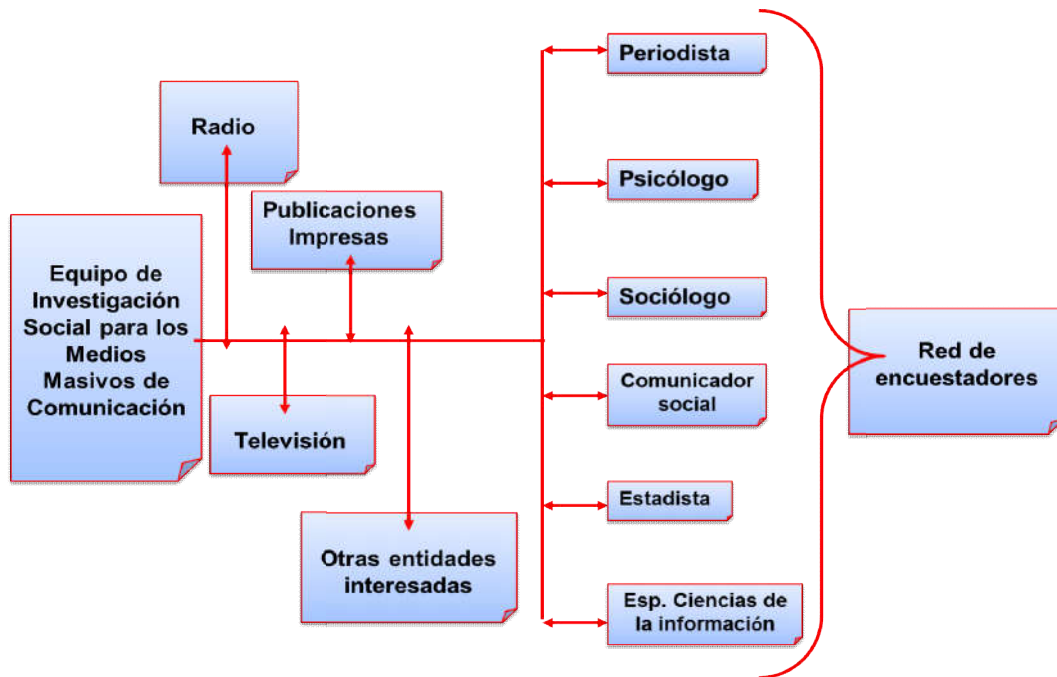 Radio
Publicaciones
Impresas
Equipo de
Investigación
Social para los
Medios
Masivos de
Comunicación
Televisión
Otras entidades
interesadas
Periodista
Psicólogo
Sociólogo
Comunicador
social
Estadista
Esp. Ciencias de
la información
Red de
encuestadores